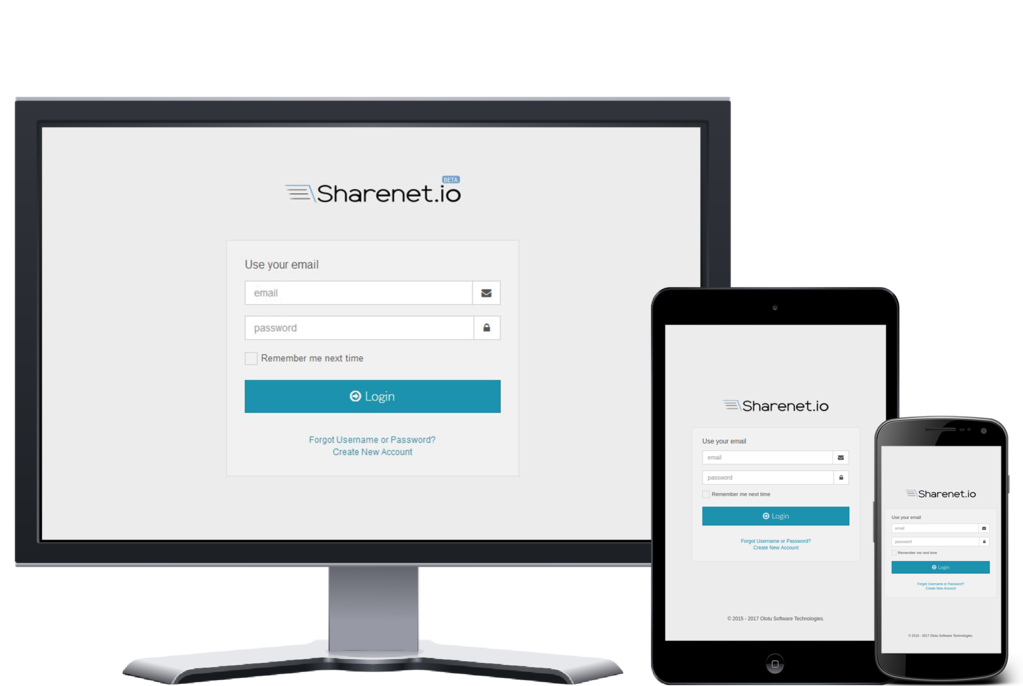 BETA
Sharenet.io
Use your email
email
password
Remember me next time
Login
Forgot Username or Password?
Create New Account
Sharenet.io
Use your email
email
password
Remember me next time
Login
Forgot Username or Password?
Create New Account
© 2015 - 2017 Olotu Software Technologies.
Sharenet.io
Use your email
email
password
Remember me next time
Login
Forgot Username or Password?
Create New Account
© 2015 - 2017 Olotu Software Technologies.